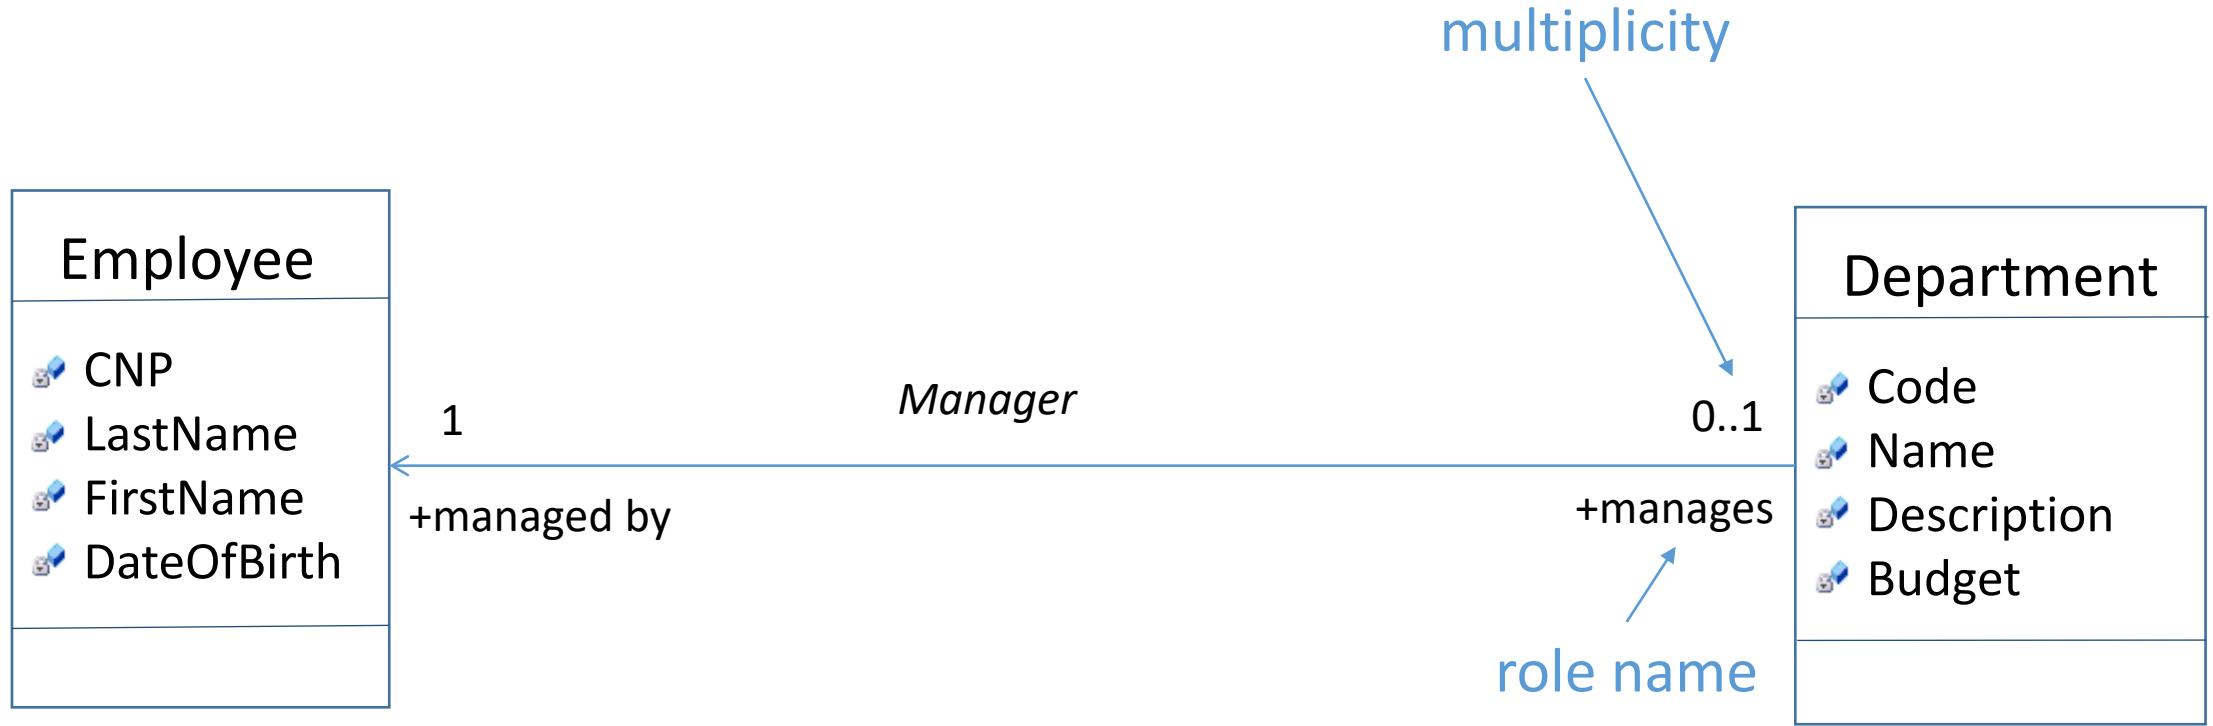 multiplicity
Employee
CNP
LastName
FirstName
DateOfBirth
1
+managed by
Manager
0..1
+manages
role name
Department
Code
Name
Description
Budget